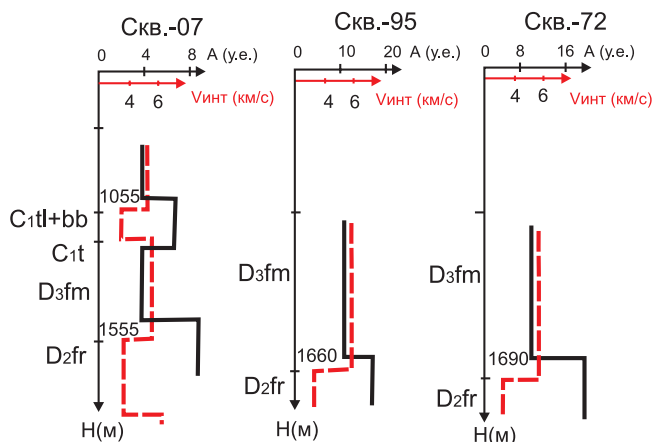 Скв.-07
0 4 8 A (у.е.)
4 6 Vинт (км/с)
1055
C1tl+bb
C1t
D3fm
1555
D2fr
H(м)
Скв.-95
0 10 20 A (у.е.)
4 6 Vинт (км/с)
D3fm
1660
D2fr
H(м)
Скв.-72
0 8 16 A (у.е.)
4 6 Vинт (км/с)
D3fm
1690
D2fr
H(м)